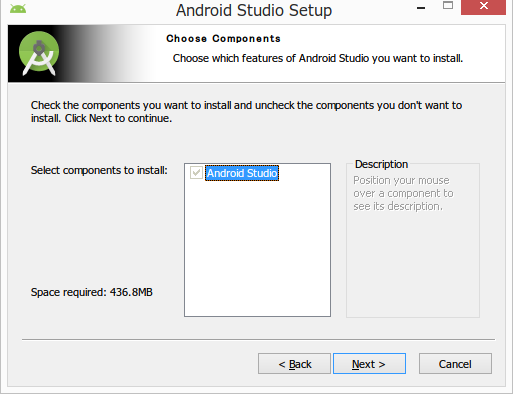 Android Studio Setup
Choose Components
Choose which features of Android Studio you want to install.
Check the components you want to install and uncheck the components you don't want to
install. Click Next to continue.
Select components to install:
Android Studio
Description
Position your mouse
over a component to
see its description.
Space required: 436.8MB
< Back
Next >
Cancel